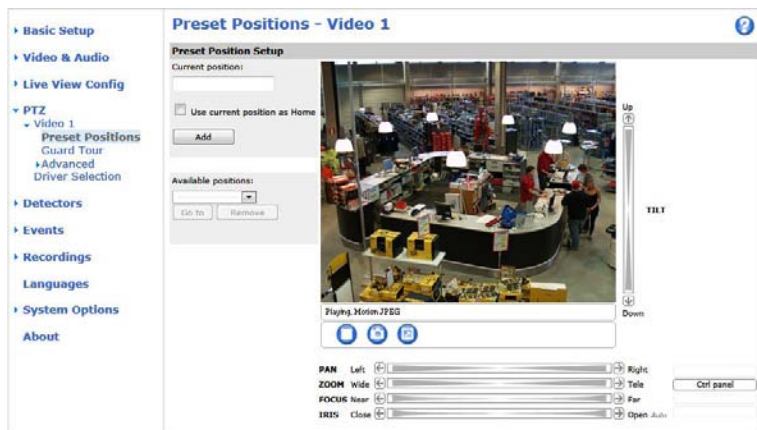 Basic Setup
Video & Audio
Live View Config
PTZ
Video 1
Preset Positions
Guard Tour
Advanced
Driver Selection
Detectors
Events
Recordings
Languages
System Options
About
Preset Positions - Video 1
?
Preset Position Setup
Current position:
Use current position as Home
Add
Available positions:
Go to Remove
Up
TILT
Down
Playing, Motion JPEG
PAN Left Right
ZOOM Wide Tele Ctrl panel
FOCUS Near Far
IRIS Close Open Auto